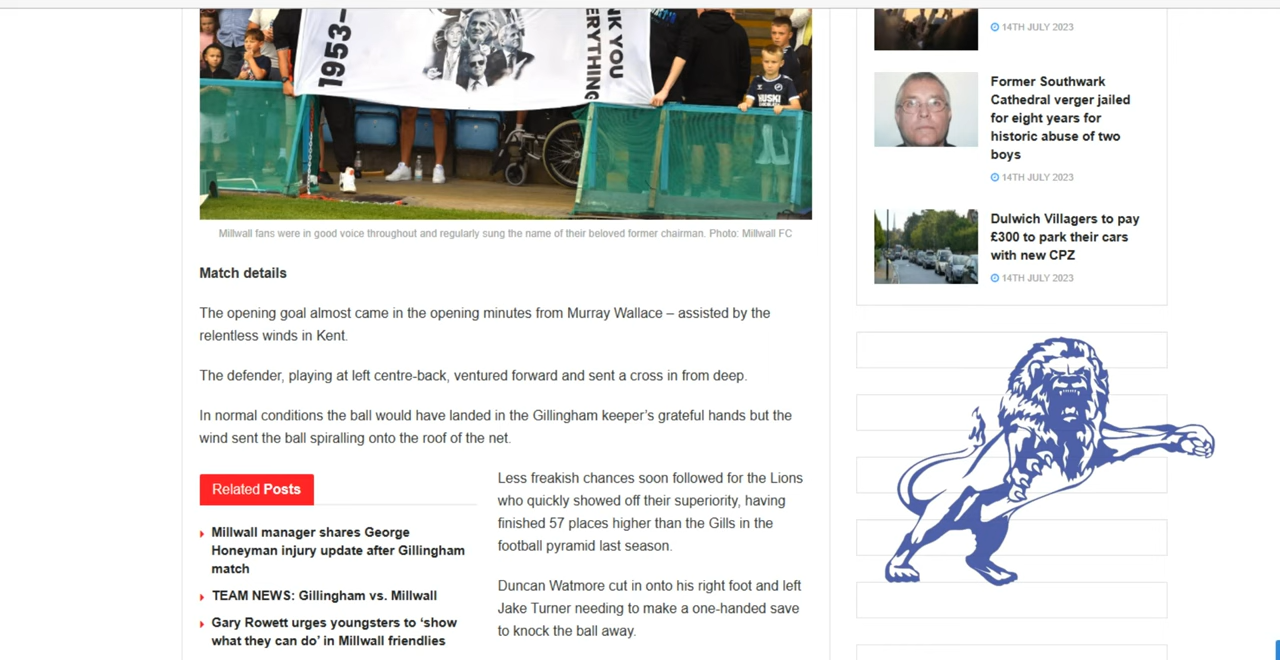 1953–
NK YOU
ERYTHING
HUSKI
Millwall fans were in good voice throughout and regularly sung the name of their beloved former chairman. Photo: Millwall FC
Match details
The opening goal almost came in the opening minutes from Murray Wallace – assisted by the
relentless winds in Kent.
The defender, playing at left centre-back, ventured forward and sent a cross in from deep.
In normal conditions the ball would have landed in the Gillingham keeper’s grateful hands but the
wind sent the ball spiralling onto the roof of the net.
Related Posts
Millwall manager shares George
Honeyman injury update after Gillingham
match
TEAM NEWS: Gillingham vs. Millwall
Gary Rowett urges youngsters to ‘show
what they can do’ in Millwall friendlies
Less freakish chances soon followed for the Lions
who quickly showed off their superiority, having
finished 57 places higher than the Gills in the
football pyramid last season.
Duncan Watmore cut in onto his right foot and left
Jake Turner needing to make a one-handed save
to knock the ball away.
14TH JULY 2023
Former Southwark
Cathedral verger jailed
for eight years for
historic abuse of two
boys
14TH JULY 2023
Dulwich Villagers to pay
£300 to park their cars
with new CPZ
14TH JULY 2023